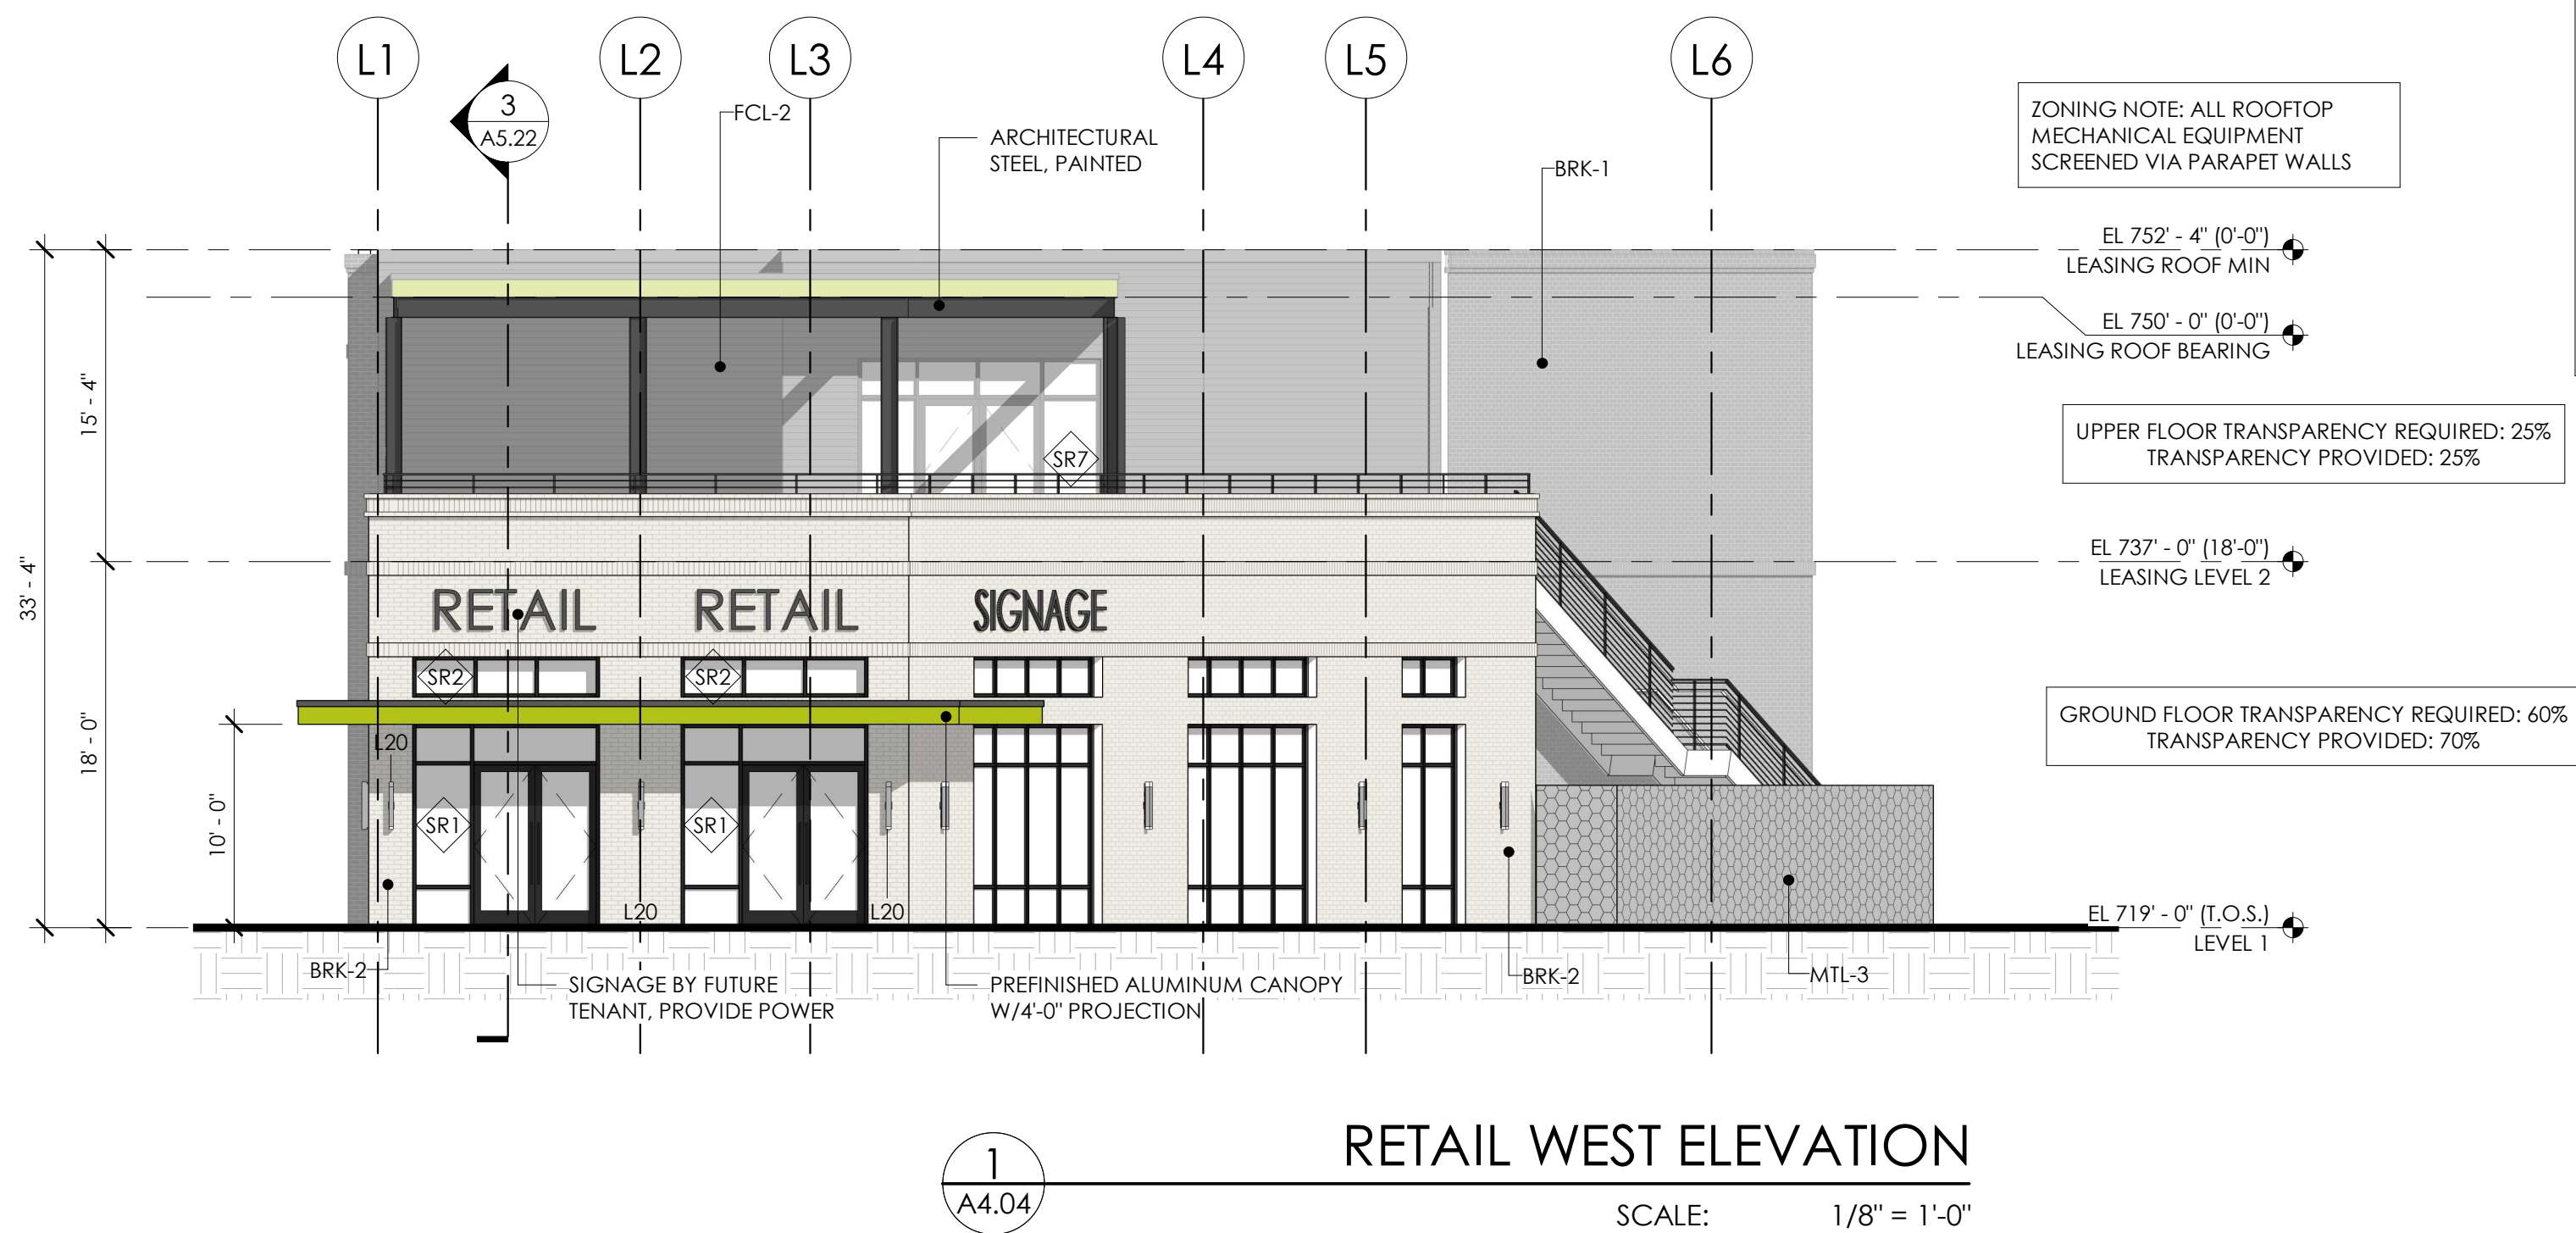 L1
L2
L3
L4
L5
L6
3
A5.22
FCL-2
ARCHITECTURAL
STEEL, PAINTED
BRK-1
ZONING NOTE: ALL ROOFTOP
MECHANICAL EQUIPMENT
SCREENED VIA PARAPET WALLS
EL 752' - 4" (0'-0")
LEASING ROOF MIN
EL 750' - 0" (0'-0")
LEASING ROOF BEARING
15' - 4"
UPPER FLOOR TRANSPARENCY REQUIRED: 25%
TRANSPARENCY PROVIDED: 25%
SR7
33' - 4"
EL 737' - 0" (18'-0")
LEASING LEVEL 2
RETAIL
RETAIL
SIGNAGE
SR2
SR2
18' - 0"
GROUND FLOOR TRANSPARENCY REQUIRED: 60%
TRANSPARENCY PROVIDED: 70%
L20
10' - 0"
SR1
SR1
L20
L20
EL 719' - 0" (T.O.S.)
LEVEL 1
BRK-2
SIGNAGE BY FUTURE
TENANT, PROVIDE POWER
PREFINISHED ALUMINUM CANOPY
W/4'-0" PROJECTION
BRK-2
MTL-3
1
A4.04
RETAIL WEST ELEVATION
SCALE: 1/8" = 1'-0"